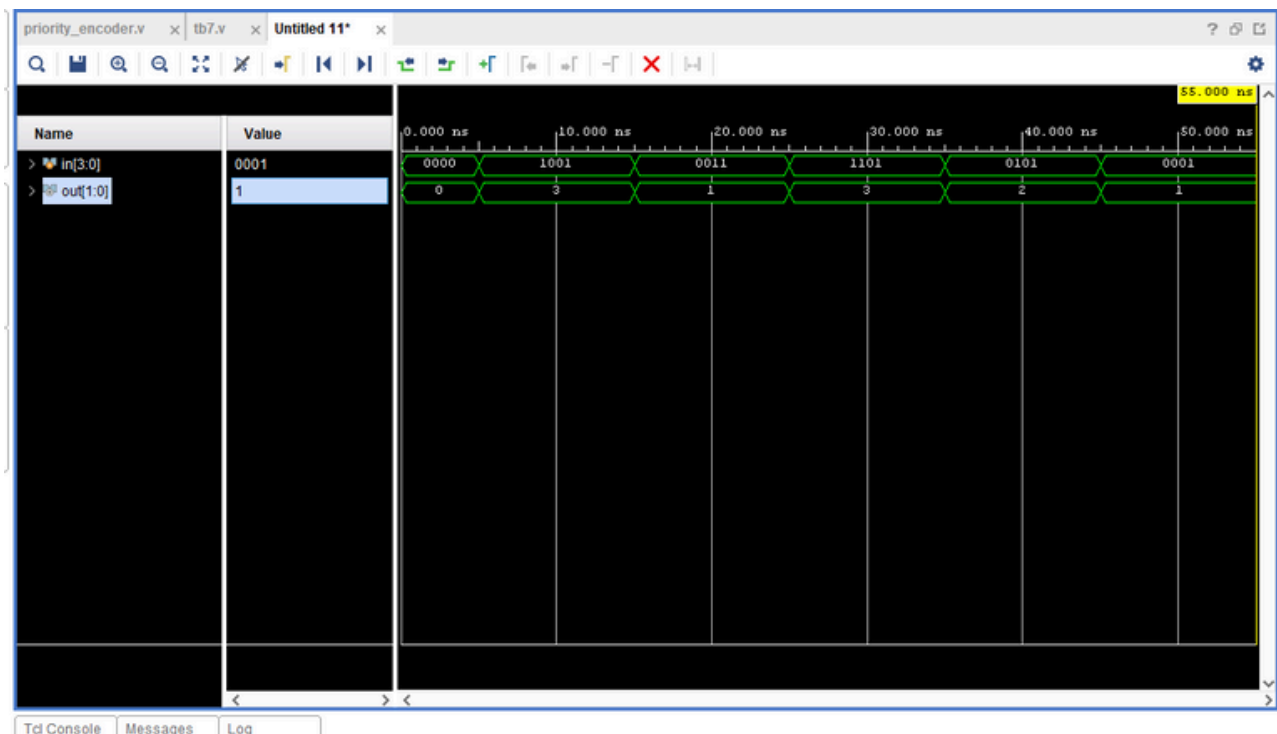 priority_encoder.v × tb7.v × Untitled 11* × ?
55.000 ns
Name Value 0.000 ns 10.000 ns 20.000 ns 30.000 ns 40.000 ns 50.000 ns
> in[3:0] 0001 0000 1001 0011 1101 0101 0001
> out[1:0] 1 0 3 1 3 2 1
Tcl Console Messages Log